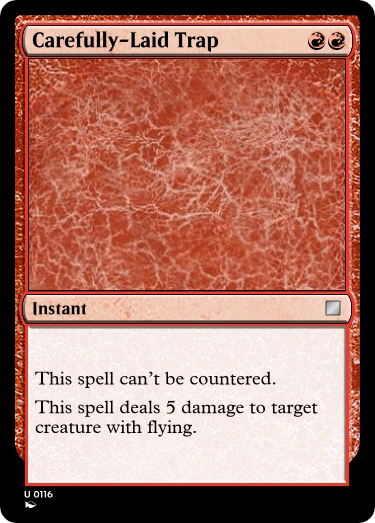 Carefully-Laid Trap
Instant
This spell can't be countered.
This spell deals 5 damage to target
creature with flying.
U 0116